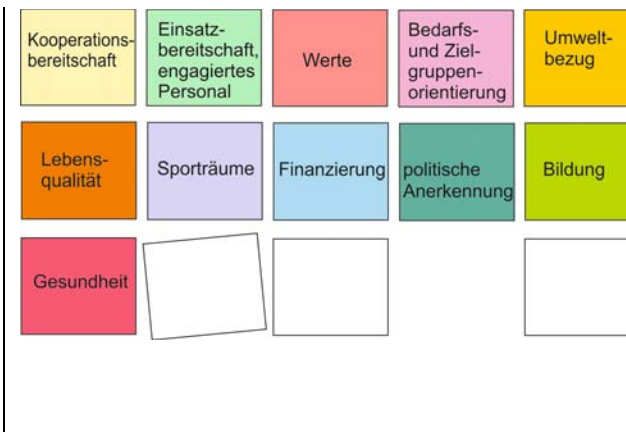 Kooperations-
bereitschaft
Einsatz-
bereitschaft,
engagiertes
Personal
Werte
Bedarfs-
und Ziel-
gruppen-
orientierung
Umwelt-
bezug
Lebens-
qualität
Sporträume
Finanzierung
politische
Anerkennung
Bildung
Gesundheit